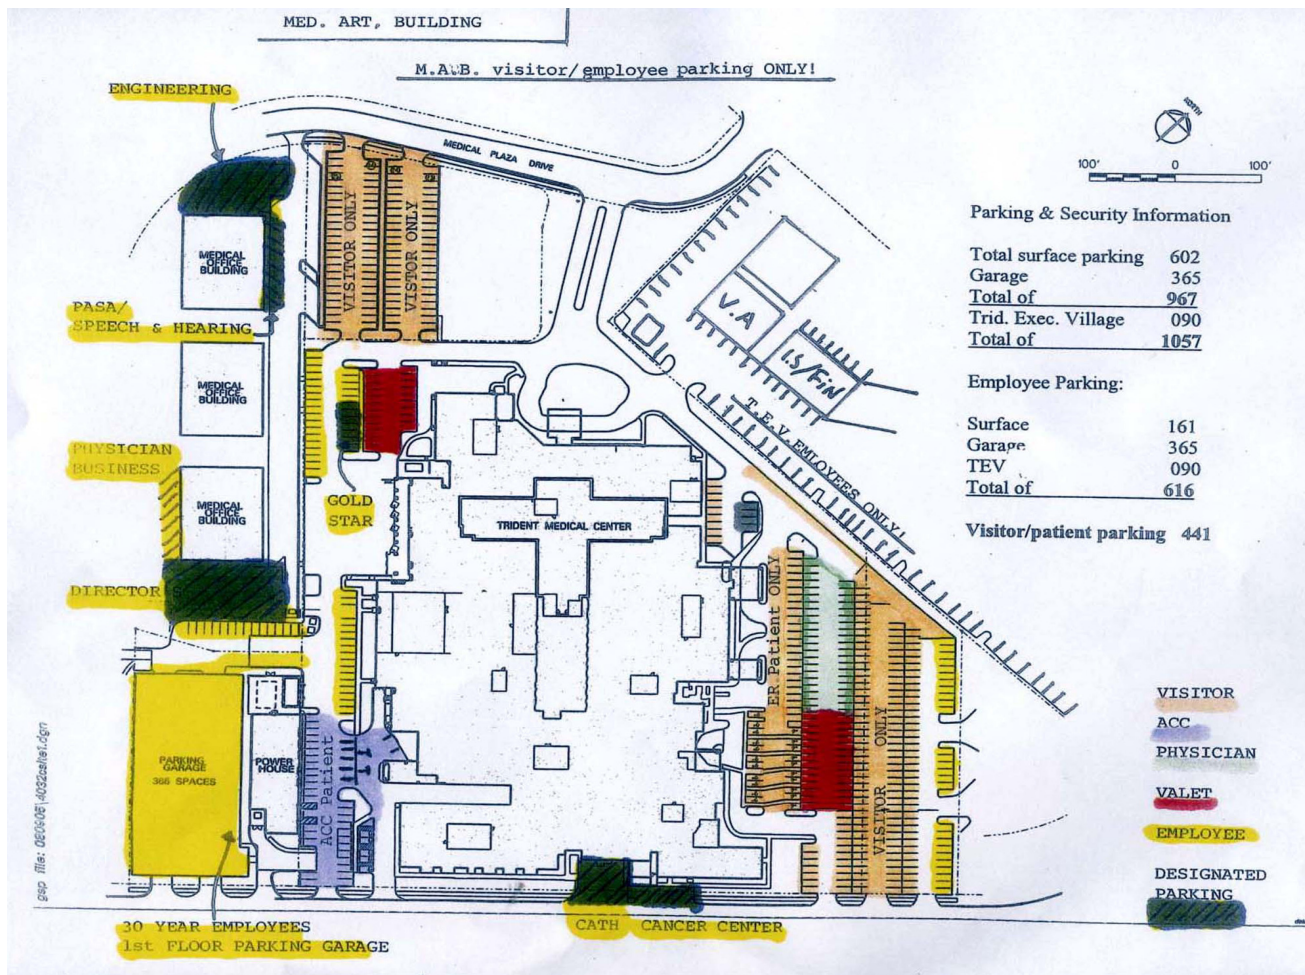 MED. ART. BUILDING
M.A.B. visitor/employee parking ONLY!
ENGINEERING
NORTH
MEDICAL PLAZA DRIVE
100' 0 100'
VISITOR ONLY
VISTOR ONLY
MEDICAL
OFFICE
BUILDING
PASA/
SPEECH & HEARING
V.A
I.S/FIN
Parking & Security Information
Total surface parking 602
Garage 365
Total of 967
Trid. Exec. Village 090
Total of 1057
Employee Parking:
Surface 161
Garage 365
TEV 090
Total of 616
Visitor/patient parking 441
MEDICAL
OFFICE
BUILDING
T.E.V. EMPLOYEES ONLY!
PHYSICIAN
BUSINESS
MEDICAL
OFFICE
BUILDING
GOLD
STAR
TRIDENT MEDICAL CENTER
DIRECTOR
ER Patient ONLY
PARKING
GARAGE
366 SPACES
POWER
HOUSE
ACC Patient
VISITOR ONLY
VISITOR
ACC
PHYSICIAN
VALET
EMPLOYEE
DESIGNATED
PARKING
30 YEAR EMPLOYEES
1st FLOOR PARKING GARAGE
CATH CANCER CENTER